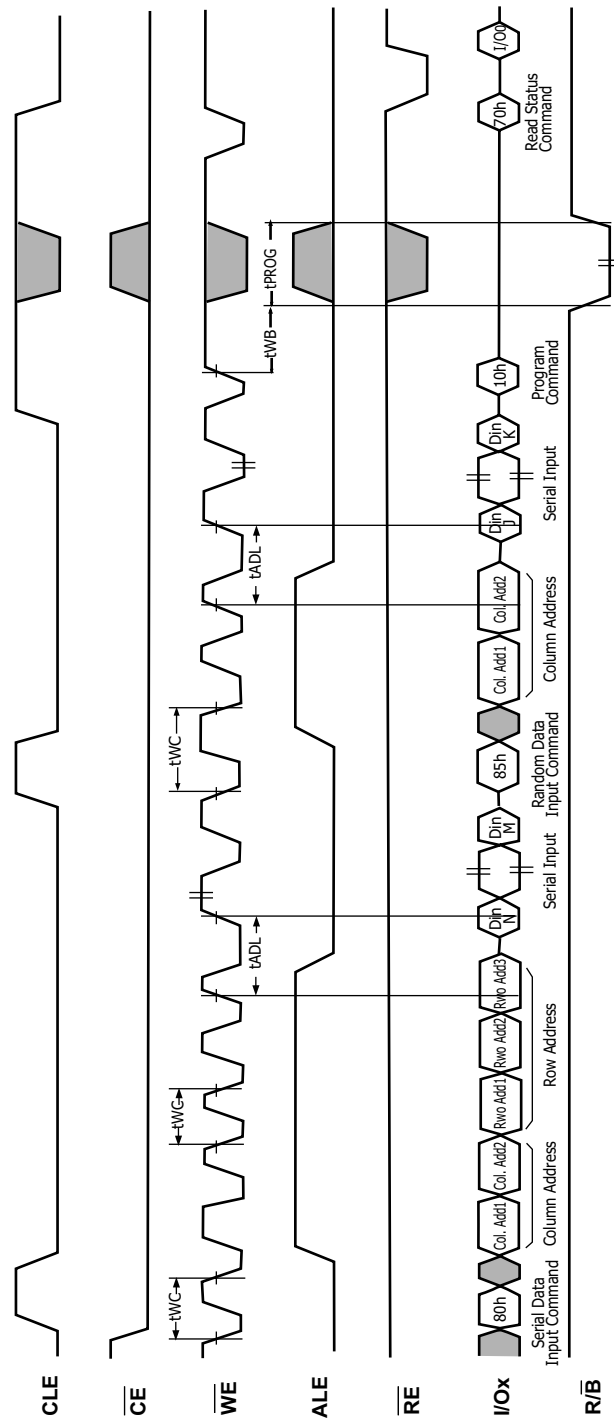 CLE
CE
WE
tWC
tWG
tADL
tWC
tADL
tWB
tPROG
ALE
RE
I/Ox
80h
Col. Add1
Col. Add2
Rwo Add1
Rwo Add2
Rwo Add3
Din
N
Din
M
85h
Col. Add1
Col. Add2
Din
J
Din
K
10h
70h
I/Oo
Serial Data
Input Command
Column Address
Row Address
Serial Input
Random Data
Input Command
Column Address
Serial Input
Program
Command
Read Status
Command
R/B